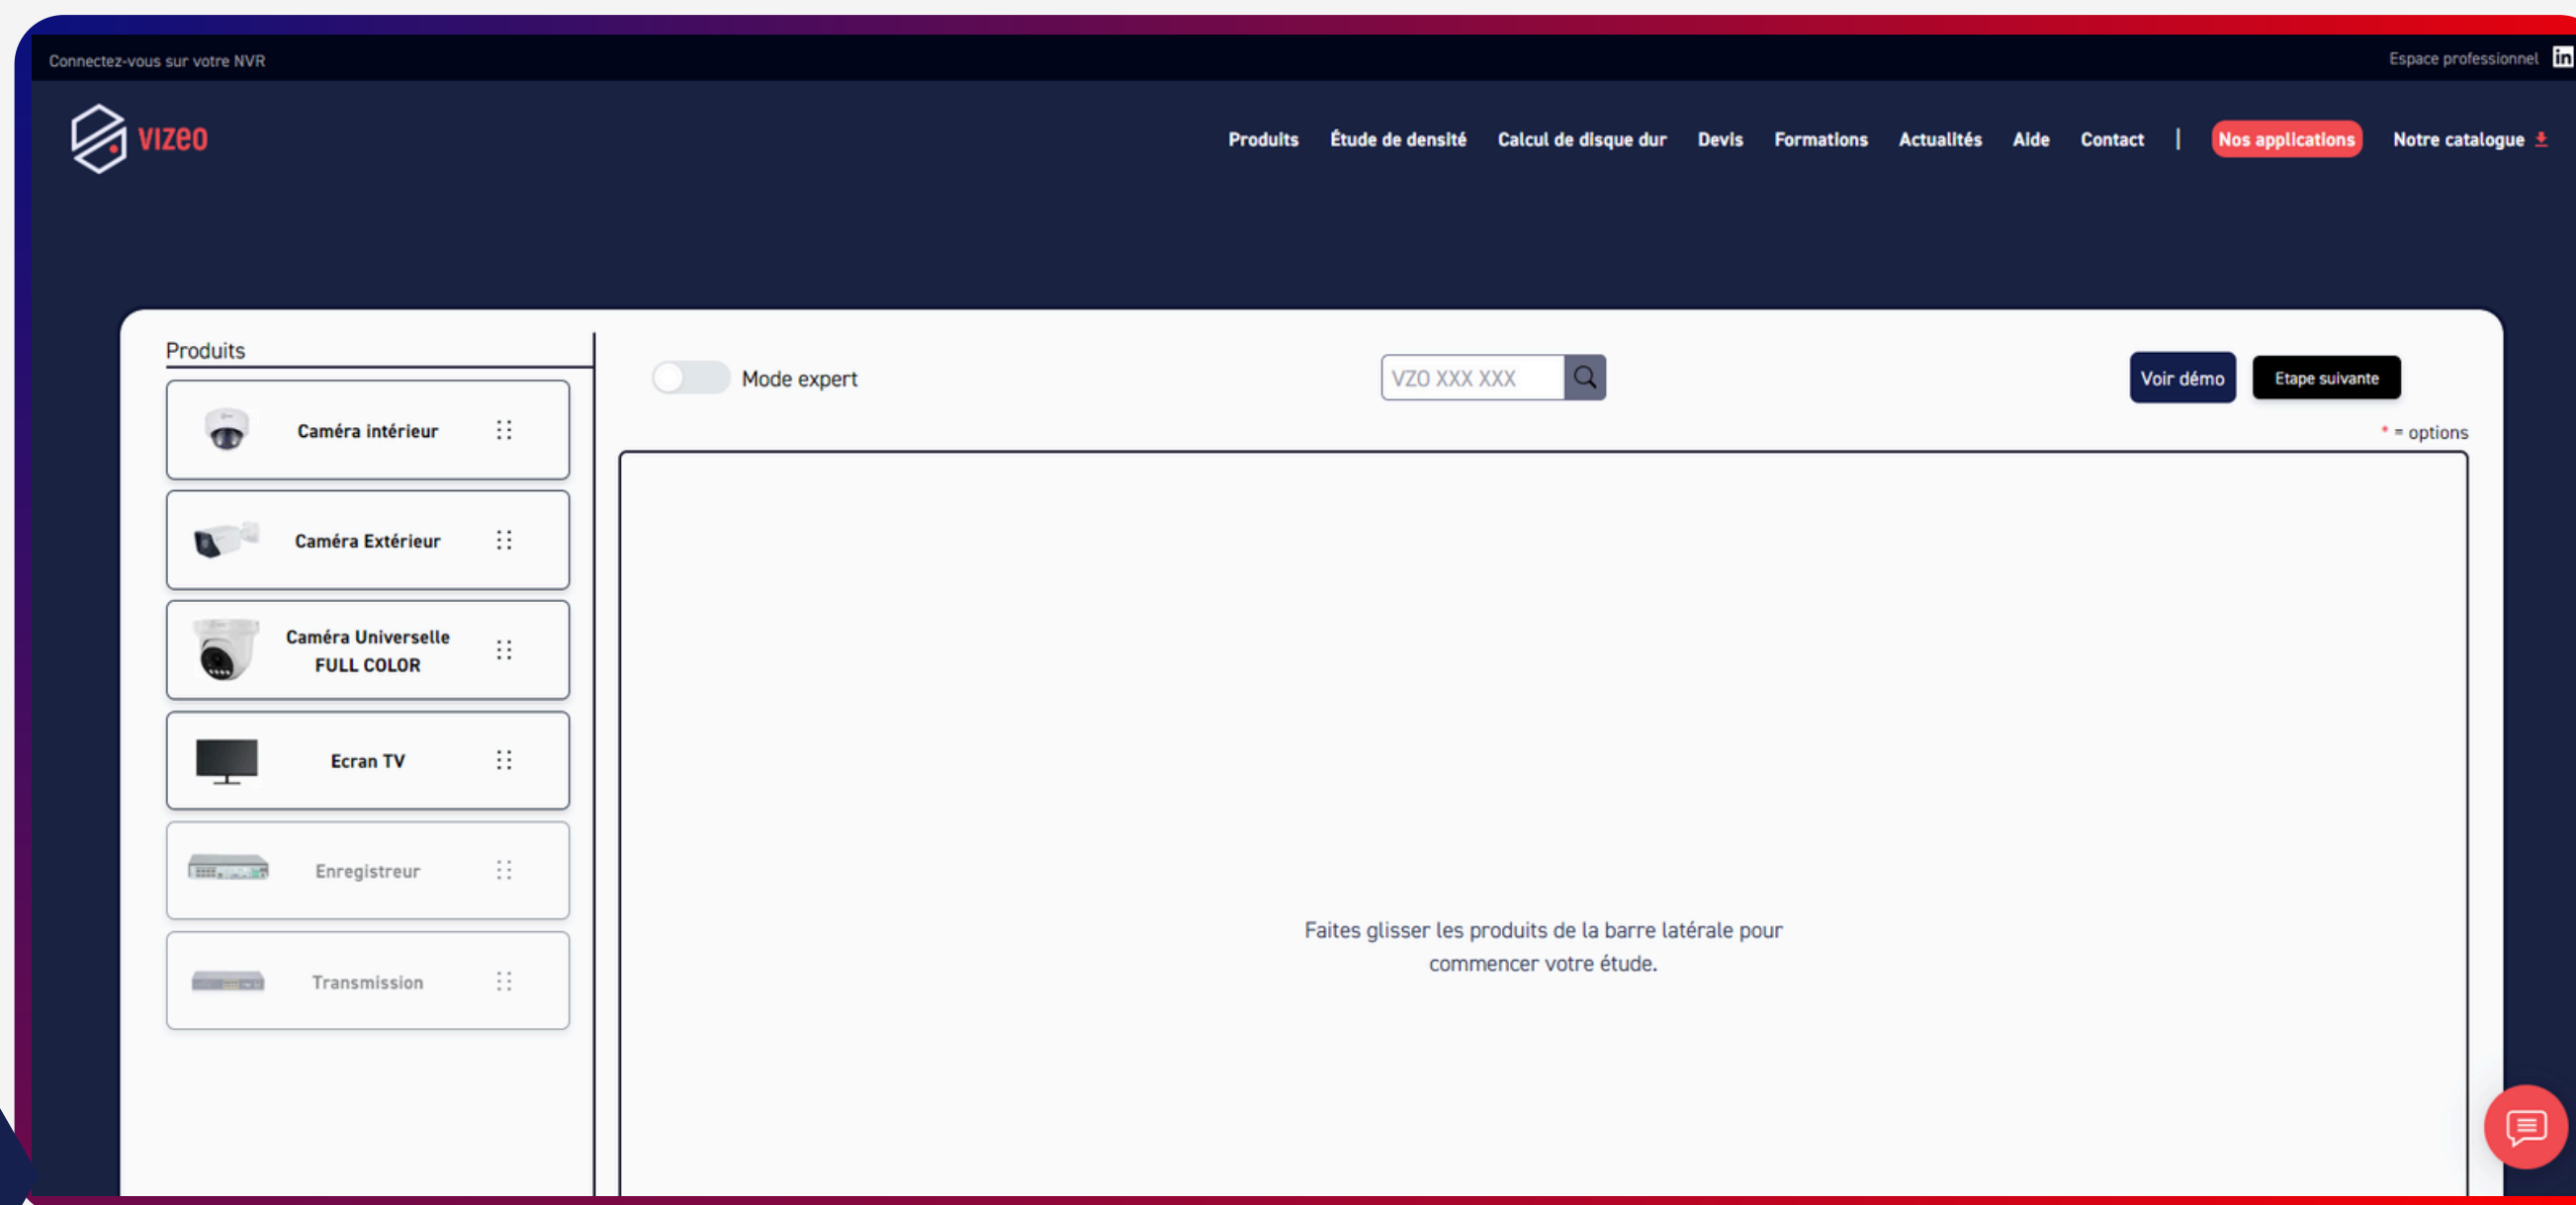 Connectez-vous sur votre NVR
Espace professionnel in
VIZEO
Produits Étude de densité Calcul de disque dur Devis Formations Actualités Aide Contact | Nos applications Notre catalogue
Produits
Mode expert
VZO XXX XXX
Voir démo
Etape suivante
* = options
Caméra intérieur
Caméra Extérieur
Caméra Universelle
FULL COLOR
Ecran TV
Enregistreur
Transmission
Faites glisser les produits de la barre latérale pour
commencer votre étude.